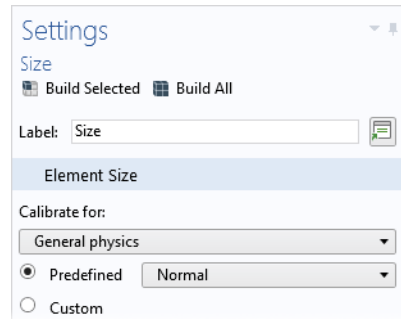 Settings
Size
Build Selected Build All
Label: Size
Element Size
Calibrate for:
General physics
Predefined Normal
Custom